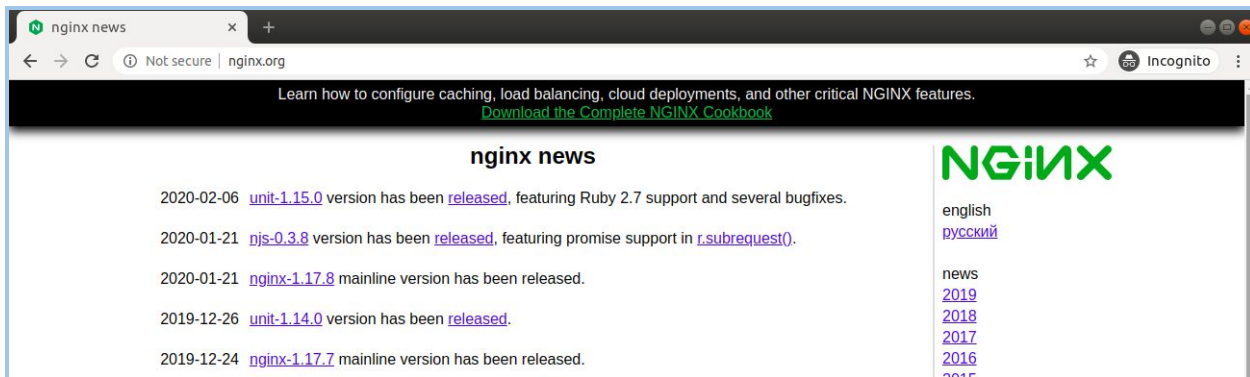 nginx news
Not secure | nginx.org
Incognito
Learn how to configure caching, load balancing, cloud deployments, and other critical NGINX features.
Download the Complete NGINX Cookbook
nginx news
2020-02-06 unit-1.15.0 version has been released, featuring Ruby 2.7 support and several bugfixes.
2020-01-21 njs-0.3.8 version has been released, featuring promise support in r.subrequest().
2020-01-21 nginx-1.17.8 mainline version has been released.
2019-12-26 unit-1.14.0 version has been released.
2019-12-24 nginx-1.17.7 mainline version has been released.
NGINX
english
русский
news
2019
2018
2017
2016
2015